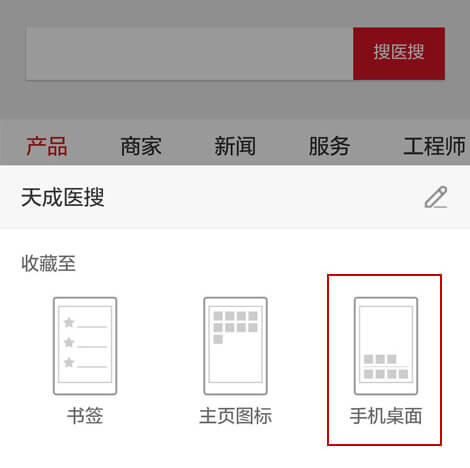 搜医搜
产品 商家 新闻 服务 工程师
天成医搜
收藏至
书签 主页图标 手机桌面